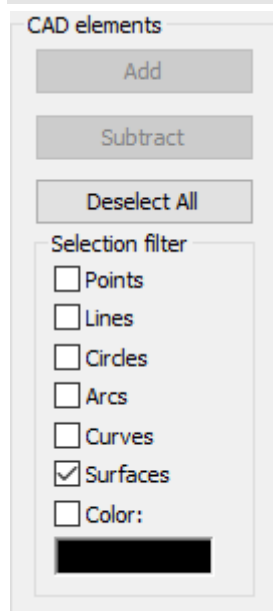 CAD elements
Add
Subtract
Deselect All
Selection filter
Points
Lines
Circles
Arcs
Curves
Surfaces
Color: